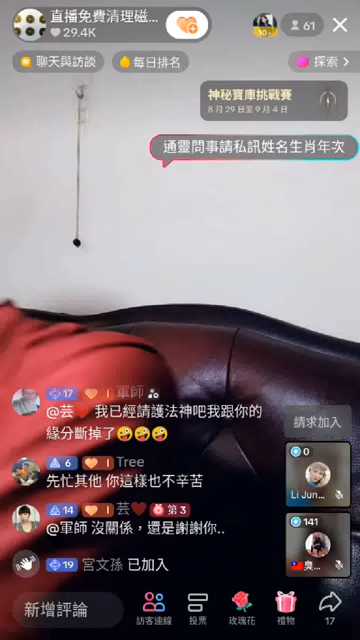 直播免費清理磁...
29.4K
10+
61
聊天與訪談
每日排名
探索
神秘寶庫挑戰賽
8 月 29 日至 9 月 4 日
通靈問事請私訊姓名生肖年次
17 I 軍師
@芸❤️ 我已經請護法神吧我跟你的
緣分斷掉了🤪🤪🤪
6 I Tree
先忙其他 你這樣也不辛苦
14 I 芸❤️ 第 3
@軍師 沒關係，還是謝謝你..
19 宮文孫 已加入
請求加入
0
Li Jun...
141
臭...
新增評論
訪客連線
投票
玫瑰花
禮物
17